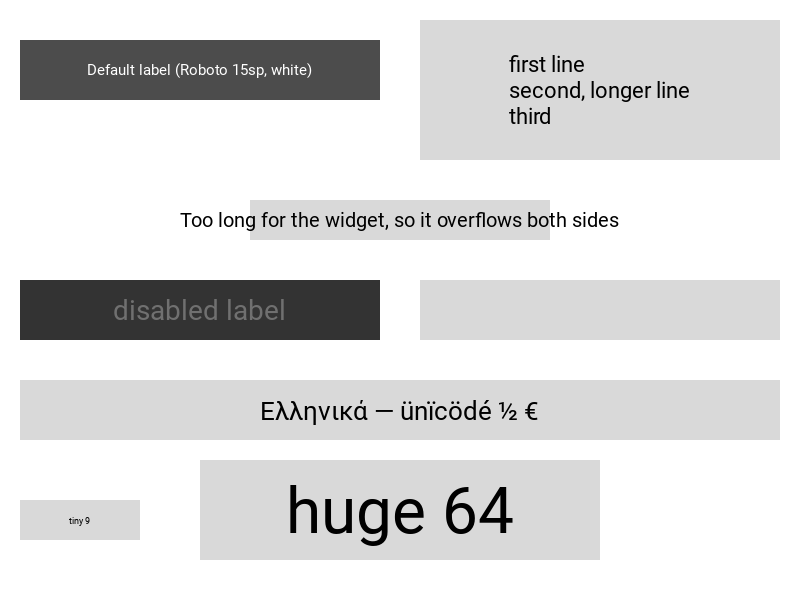 Default label (Roboto 15sp, white)
first line
second, longer line
third
Too long for the widget, so it overflows both sides
disabled label
Ελληνικά — ünïcödé ½ €
tiny 9
huge 64